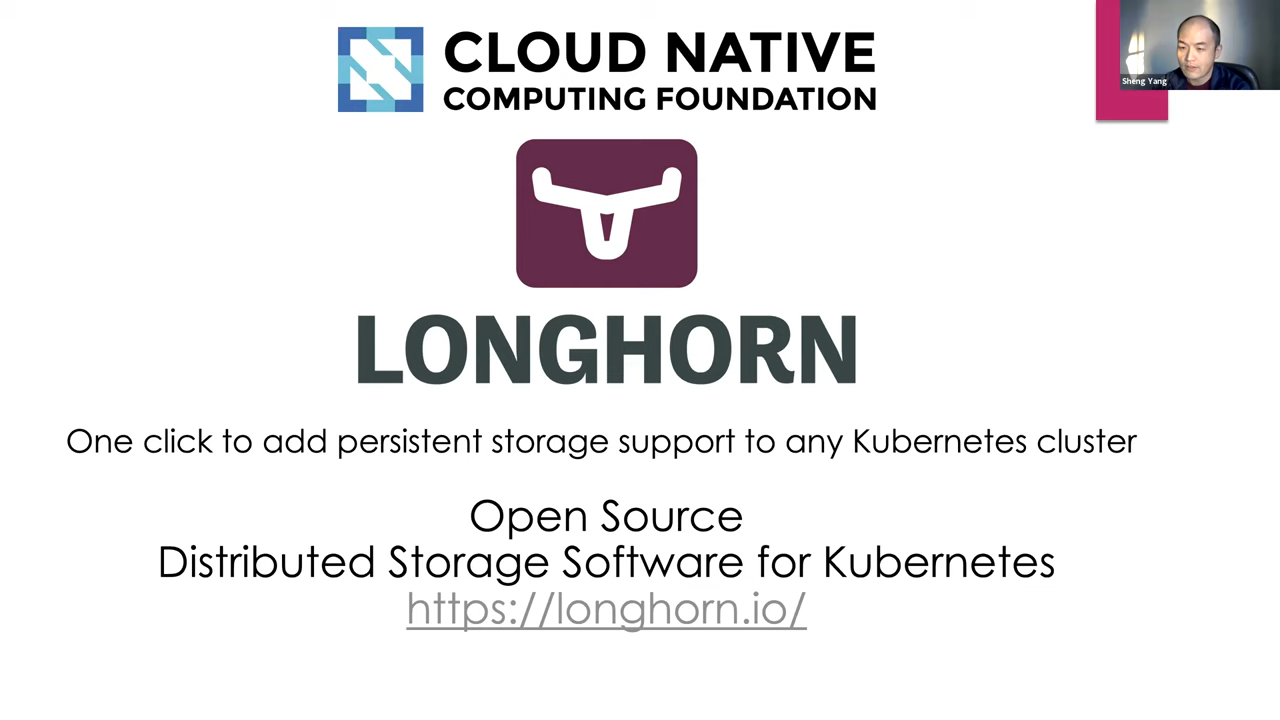 CLOUD NATIVE
COMPUTING FOUNDATION
Sheng Yang
LONGHORN
One click to add persistent storage support to any Kubernetes cluster
Open Source
Distributed Storage Software for Kubernetes
https://longhorn.io/